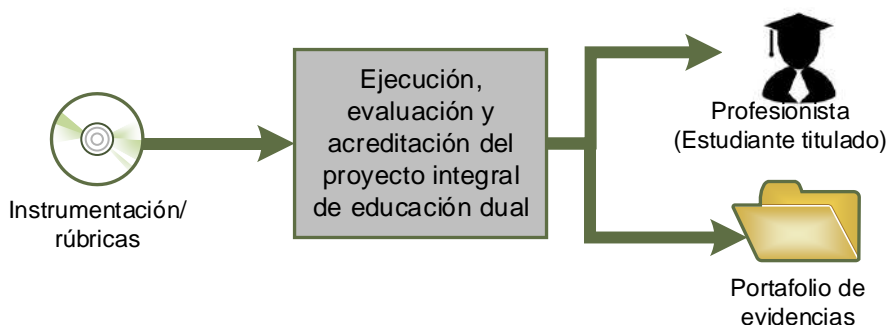 Instrumentación/
rúbricas
Ejecución,
evaluación y
acreditación del
proyecto integral
de educación dual
Profesionista
(Estudiante titulado)
Portafolio de
evidencias